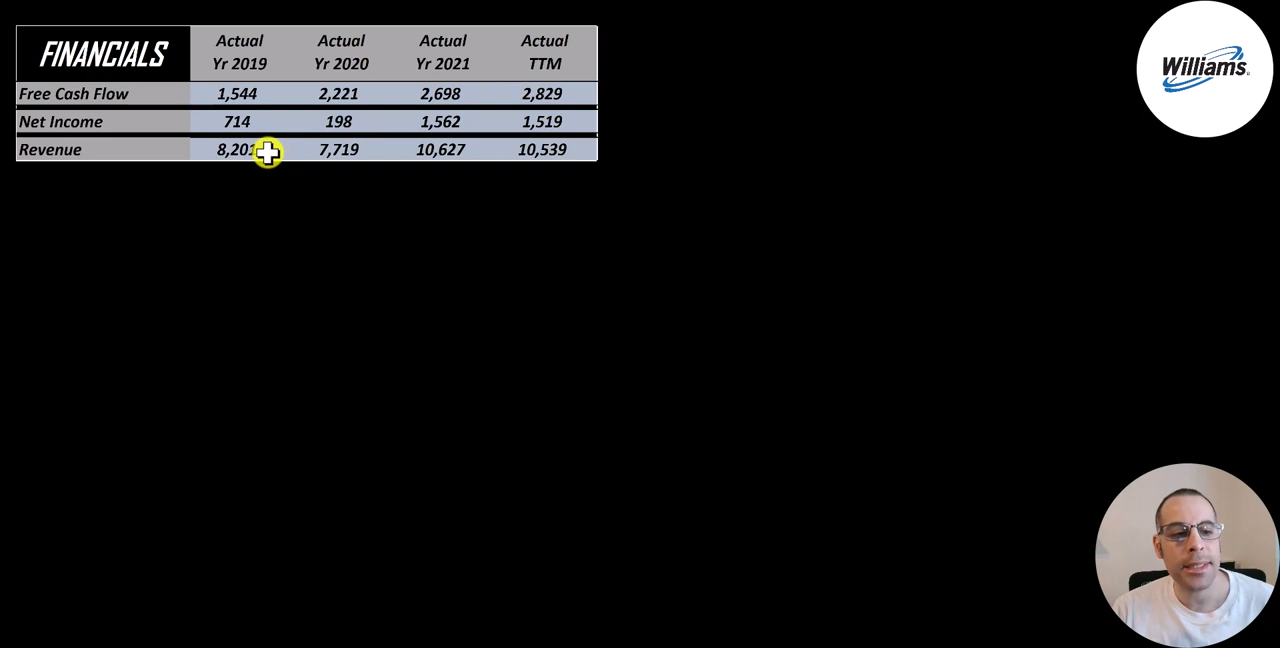 FINANCIALS
Actual Yr 2019
Actual Yr 2020
Actual Yr 2021
Actual TTM
Free Cash Flow 1,544 2,221 2,698 2,829
Net Income 714 198 1,562 1,519
Revenue 8,201 7,719 10,627 10,539
Williams